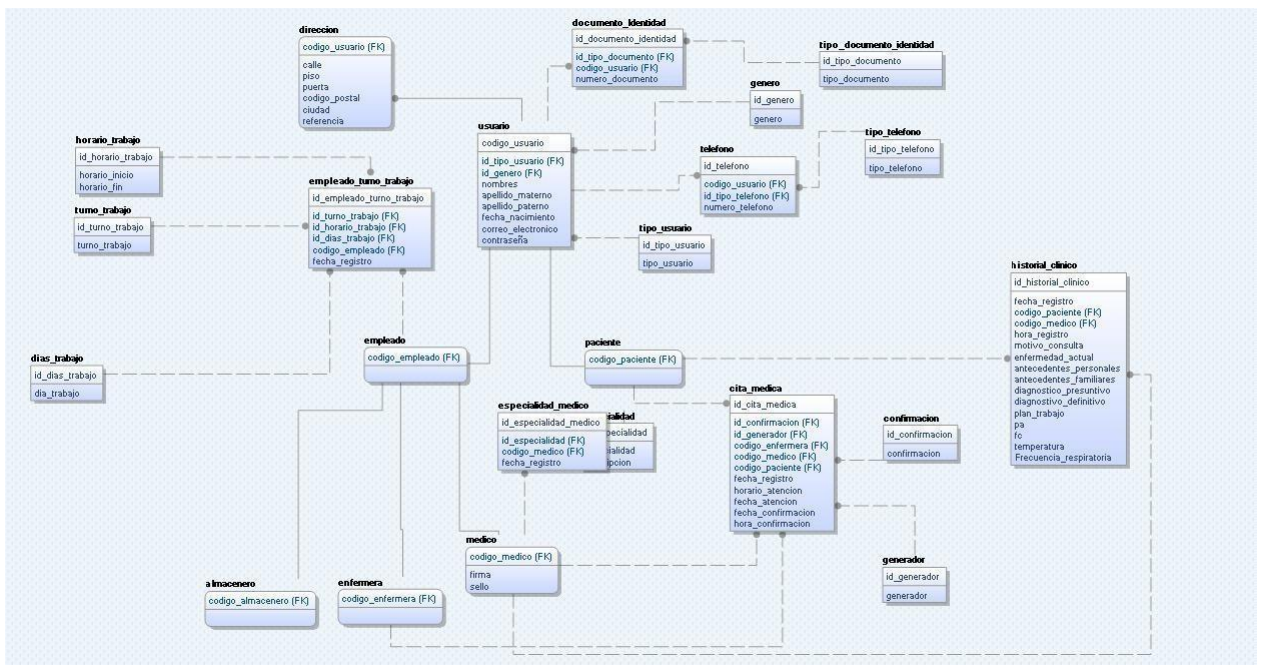 direccion
codigo_usuario (FK)
calle
piso
puerta
codigo_postal
ciudad
referencia
documento_Identidad
id_documento_identidad
id_tipo_documento (FK)
codigo_usuario (FK)
numero_documento
tipo_documento_identidad
id_tipo_documento
tipo_documento
genero
id_genero
genero
tipo_telefono
id_tipo_telefono
tipo_telefono
usuario
codigo_usuario
id_tipo_usuario (FK)
id_genero (FK)
nombres
apellido_materno
apellido_paterno
fecha_nacimiento
correo_electronico
contraseña
telefono
id_telefono
codigo_usuario (FK)
id_tipo_telefono (FK)
numero_telefono
horario_trabajo
id_horario_trabajo
horario_inicio
horario_fin
empleado_turno_trabajo
id_empleado_turno_trabajo
id_turno_trabajo (FK)
id_horario_trabajo (FK)
id_dias_trabajo (FK)
codigo_empleado (FK)
fecha_registro
turno_trabajo
id_turno_trabajo
turno_trabajo
tipo_usuario
id_tipo_usuario
tipo_usuario
historial_clinico
id_historial_clinico
fecha_registro
codigo_paciente (FK)
codigo_medico (FK)
hora_registro
motivo_consulta
enfermedad_actual
antecedentes_personales
antecedentes_familiares
diagnostico_presuntivo
diagnostivo_definitivo
plan_trabajo
pa
fc
temperatura
Frecuencia_respiratoria
dias_trabajo
id_dias_trabajo
dia_trabajo
empleado
codigo_empleado (FK)
paciente
codigo_paciente (FK)
especialidad_medico
id_especialidad_medico
id_especialidad (FK)
codigo_medico (FK)
fecha_registro
ialidad
pecialidad
cialidad
ipcion
cita_medica
id_cita_medica
id_confirmacion (FK)
id_generador (FK)
codigo_enfermera (FK)
codigo_medico (FK)
codigo_paciente (FK)
fecha_registro
horario_atencion
fecha_atencion
fecha_confirmacion
hora_confirmacion
confirmacion
id_confirmacion
confirmacion
medico
codigo_medico (FK)
firma
sello
generador
id_generador
generador
almacenero
codigo_almacenero (FK)
enfermera
codigo_enfermera (FK)